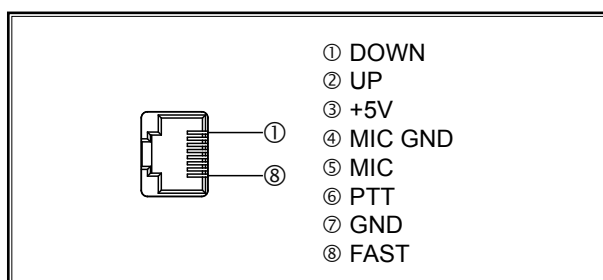 ① DOWN
② UP
③ +5V
④ MIC GND
⑤ MIC
⑥ PTT
⑦ GND
⑧ FAST
①
⑧